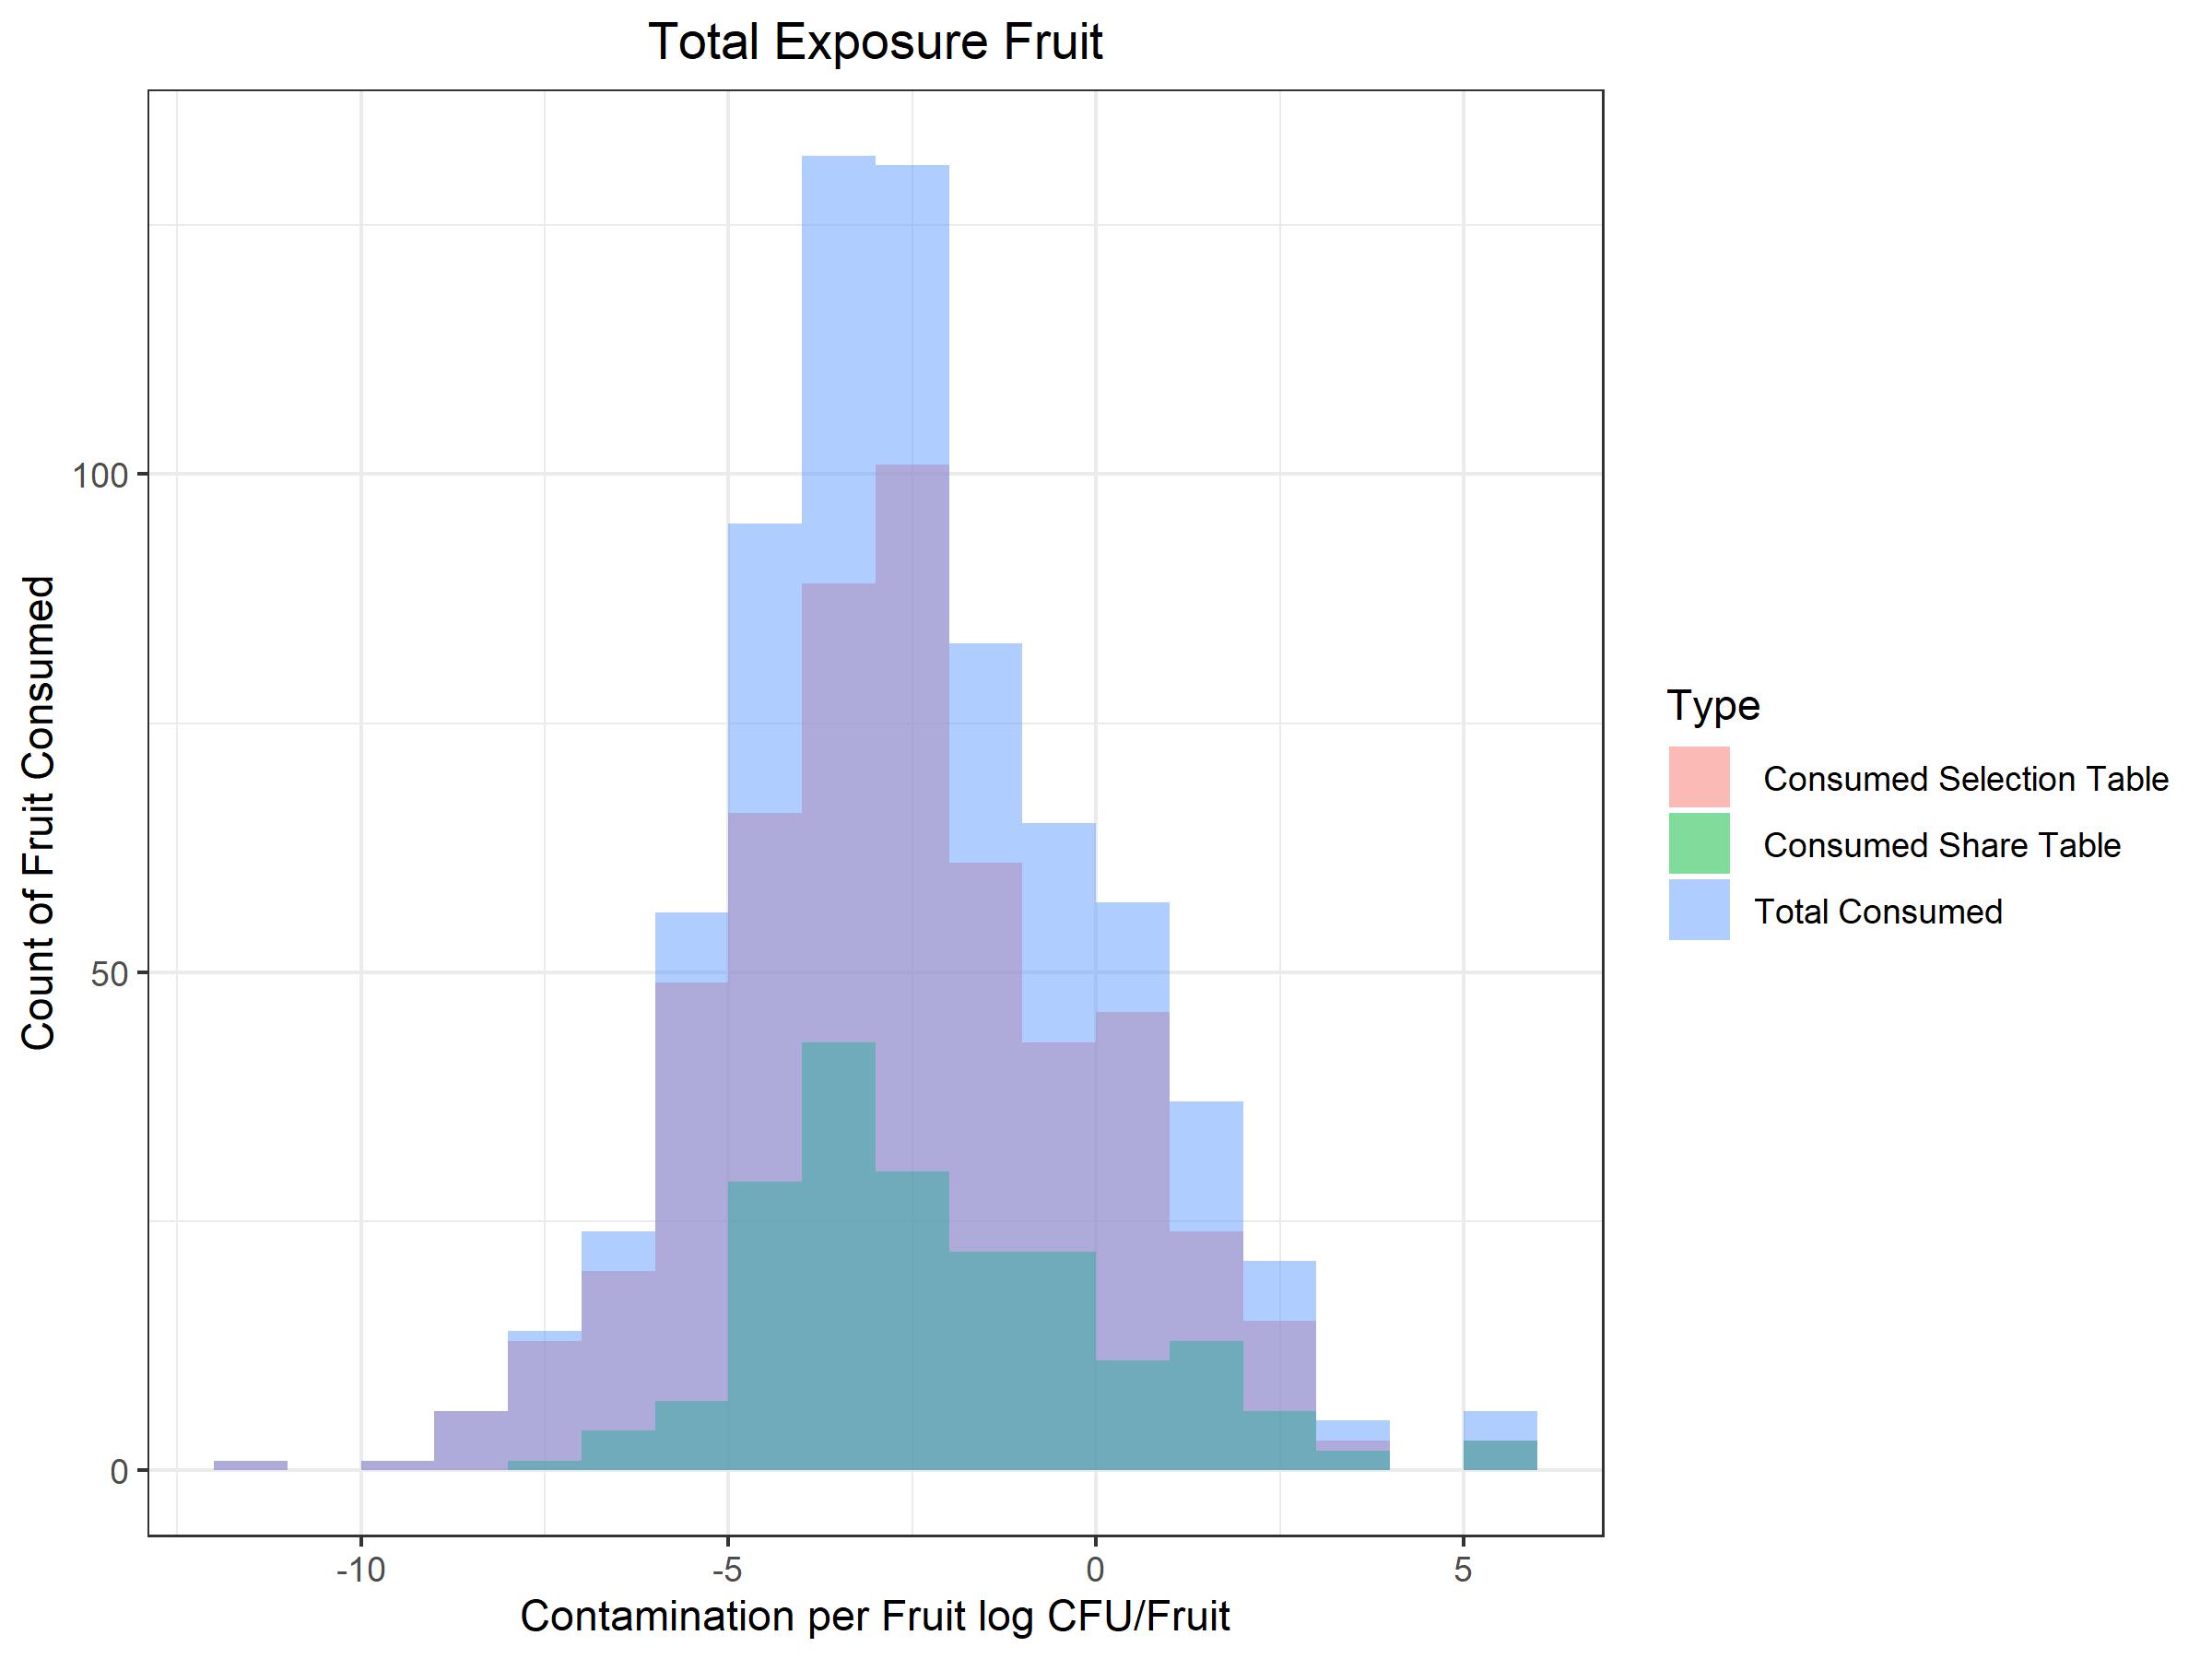 Total Exposure Fruit
Count of Fruit Consumed
100
50
0
-10
-5
0
5
Contamination per Fruit log CFU/Fruit
Type
Consumed Selection Table
Consumed Share Table
Total Consumed